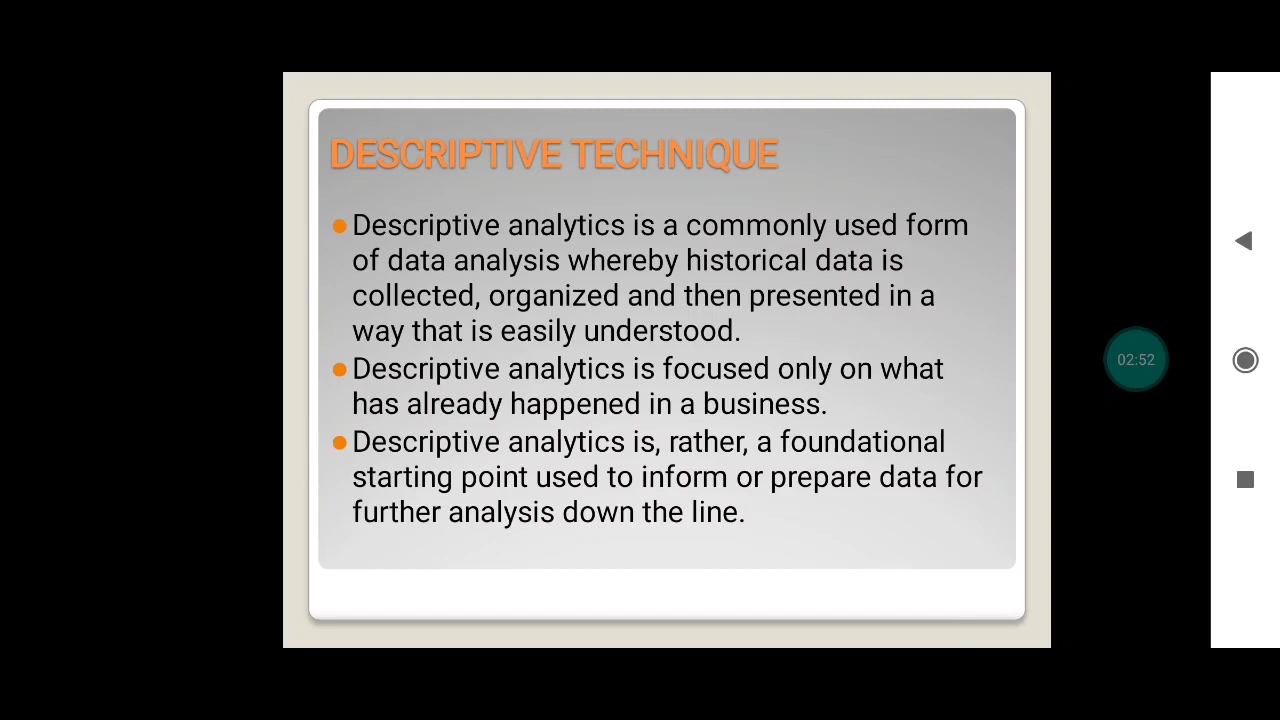 DESCRIPTIVE TECHNIQUE
Descriptive analytics is a commonly used form
of data analysis whereby historical data is
collected, organized and then presented in a
way that is easily understood.
Descriptive analytics is focused only on what
has already happened in a business.
Descriptive analytics is, rather, a foundational
starting point used to inform or prepare data for
further analysis down the line.
02:52